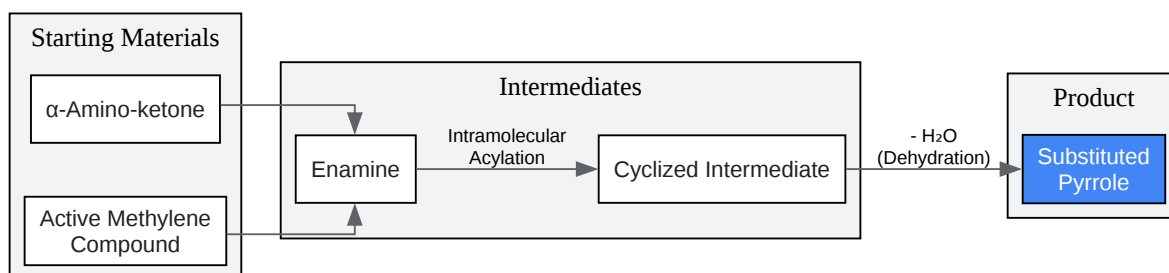 Starting Materials
α-Amino-ketone
Active Methylene
Compound
Intermediates
Enamine
Intramolecular
Acylation
Cyclized Intermediate
- H₂O
(Dehydration)
Product
Substituted
Pyrrole